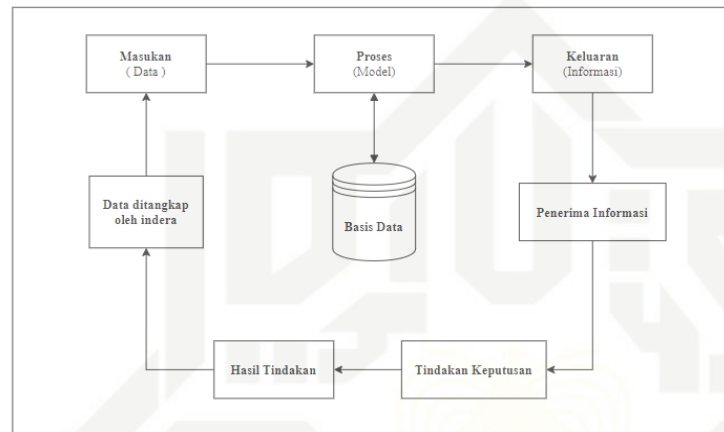 Masukan
( Data )
Proses
(Model)
Keluaran
(Informasi)
Data ditangkap
oleh indera
Basis Data
Penerima Informasi
Hasil Tindakan
Tindakan Keputusan